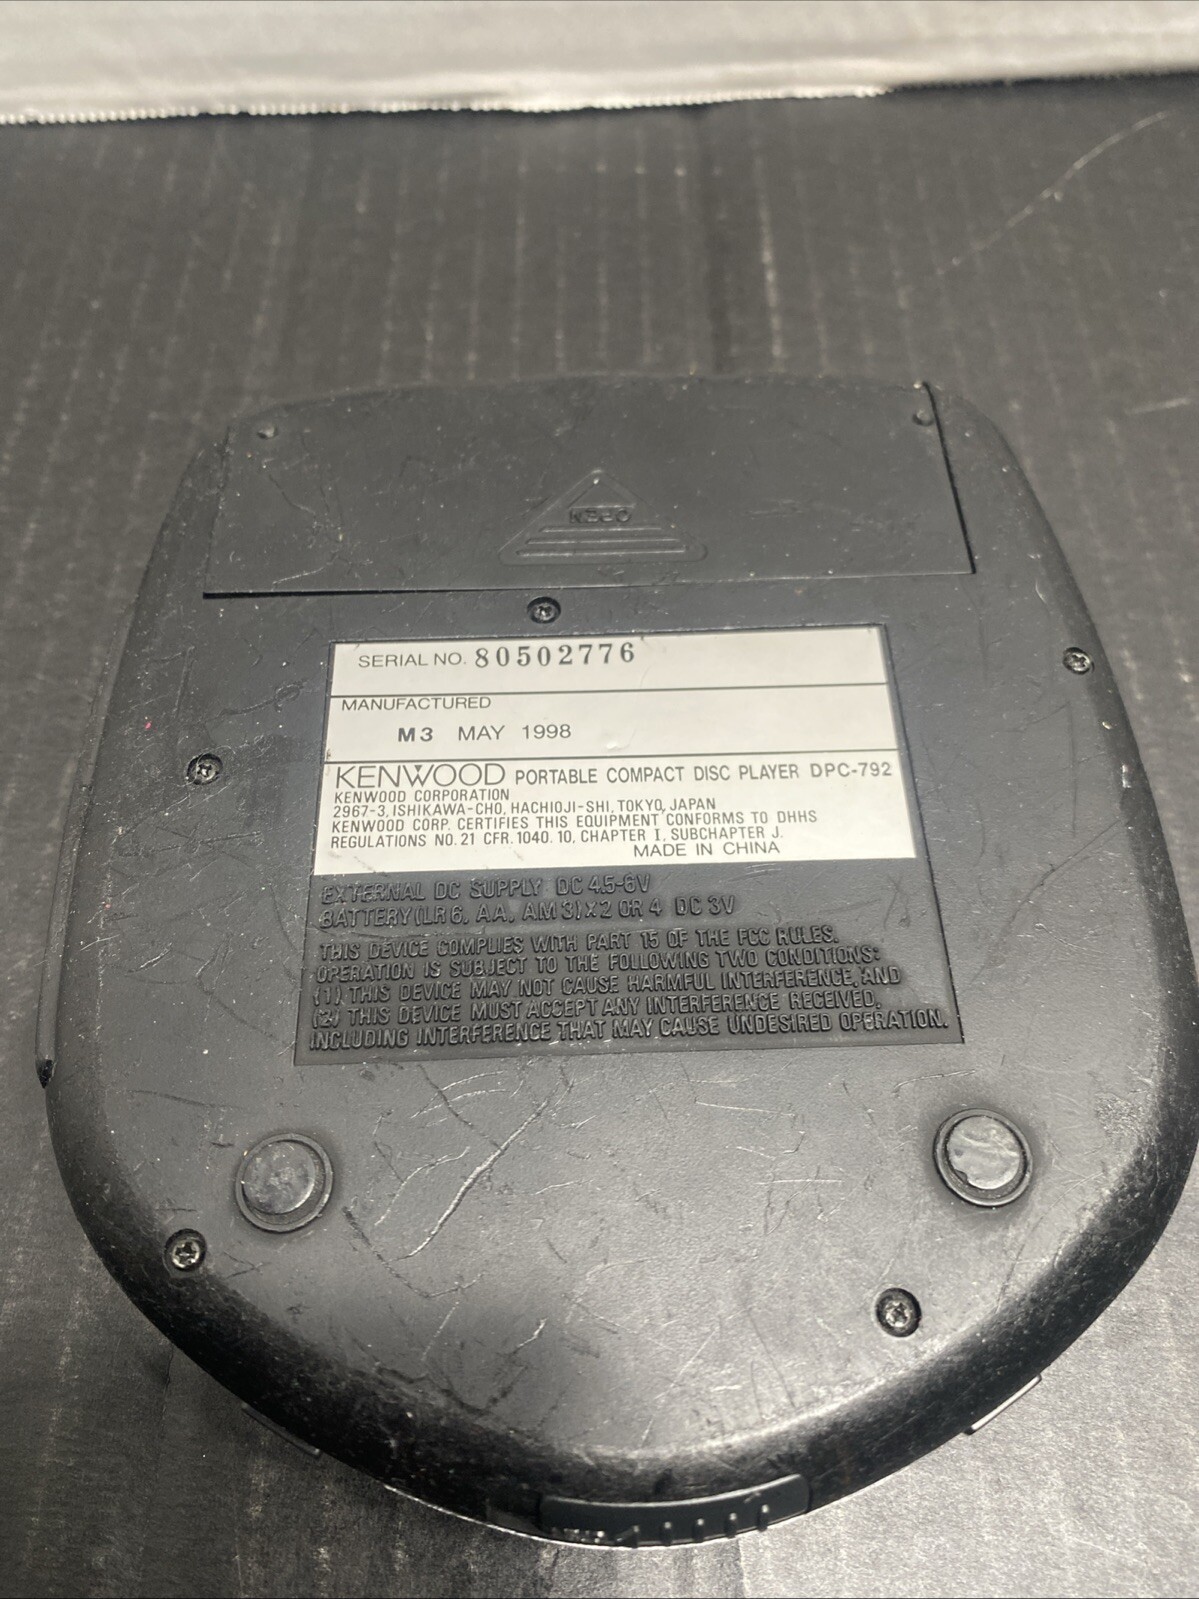 OPEN
SERIAL NO. 80502776
MANUFACTURED
M3 MAY 1998
KENWOOD PORTABLE COMPACT DISC PLAYER DPC-792
KENWOOD CORPORATION
2967-3, ISHIKAWA-CHO, HACHIOJI-SHI, TOKYO, JAPAN
KENWOOD CORP. CERTIFIES THIS EQUIPMENT CONFORMS TO DHHS
REGULATIONS NO.21 CFR.1040.10, CHAPTER I, SUBCHAPTER J.
MADE IN CHINA
EXTERNAL DC SUPPLY DC 4.5-6V
BATTERY(LR6, AA, AM3)X2 OR 4 DC 3V
THIS DEVICE COMPLIES WITH PART 15 OF THE FCC RULES.
OPERATION IS SUBJECT TO THE FOLLOWING TWO CONDITIONS:
(1) THIS DEVICE MAY NOT CAUSE HARMFUL INTERFERENCE, AND
(2) THIS DEVICE MUST ACCEPT ANY INTERFERENCE RECEIVED,
INCLUDING INTERFERENCE THAT MAY CAUSE UNDESIRED OPERATION.